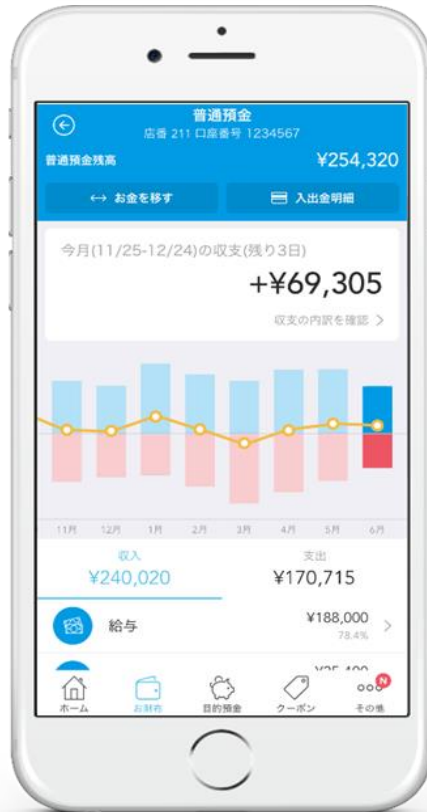 普通預金
店番 211 口座番号 1234567
普通預金残高 ¥254,320
お金を移す 入出金明細
今月(11/25-12/24)の収支(残り3日)
+¥69,305
収支の内訳を確認
11月 12月 1月 2月 3月 4月 5月 6月
収入 支出
¥240,020 ¥170,715
給与 ¥188,000
78.4%
N
ホーム お財布 目的預金 クーポン その他